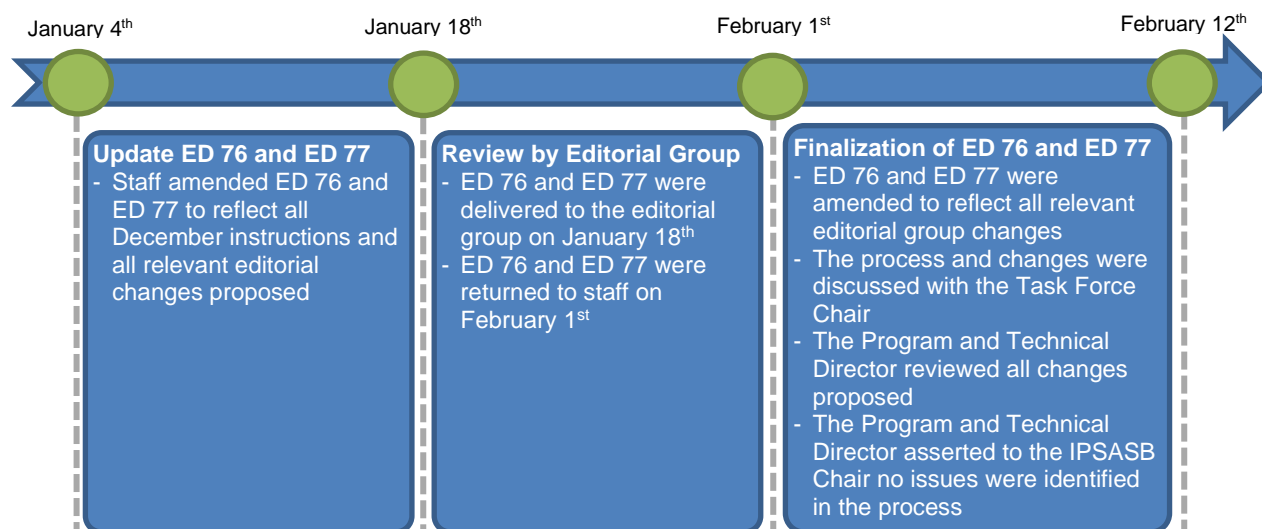 January 4th
January 18th
February 1st
February 12th
Update ED 76 and ED 77
- Staff amended ED 76 and
ED 77 to reflect all
December instructions and
all relevant editorial
changes proposed
Review by Editorial Group
- ED 76 and ED 77 were
delivered to the editorial
group on January 18th
- ED 76 and ED 77 were
returned to staff on
February 1st
Finalization of ED 76 and ED 77
- ED 76 and ED 77 were
amended to reflect all relevant
editorial group changes
- The process and changes were
discussed with the Task Force
Chair
- The Program and Technical
Director reviewed all changes
proposed
- The Program and Technical
Director asserted to the IPSASB
Chair no issues were identified
in the process